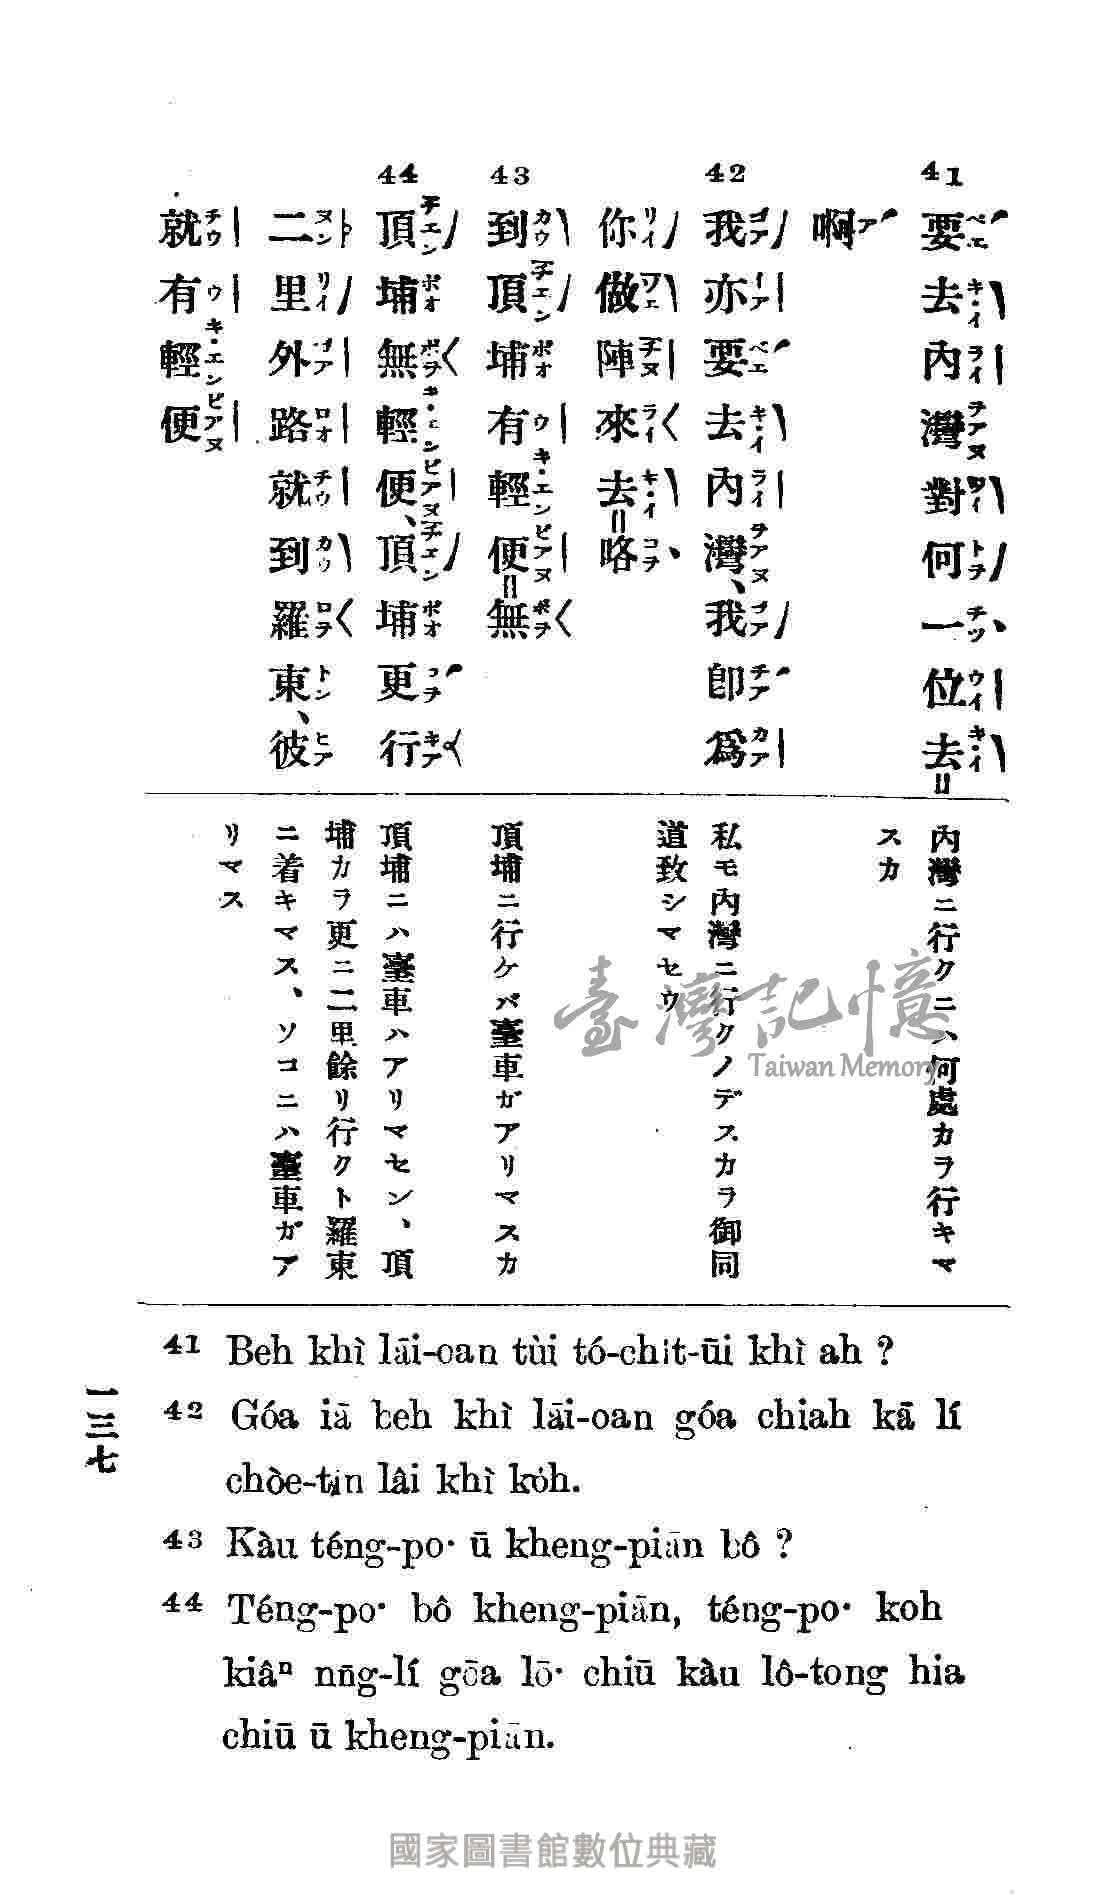 41
要去內灣對何一位去=
啊
42
我亦要去內灣、我卽爲
你做陣來去=咯
43
到頂埔有輕便=無
44
頂埔無輕便、頂埔更行
二里外路就到羅東、彼
就有輕便
內灣ニ行クニハ何處カラ行キマ
スカ
私モ內灣ニ行クノデスカラ御同
道致シマセウ
頂埔ニ行ケバ臺車ガアリマスカ
頂埔ニハ臺車ハアリマセン、頂
埔カラ更ニ二里餘リ行クト羅東
ニ着キマス、ソコニハ臺車ガア
リマス
41 Beh khì lāi-oan tùi tó-chit-ūi khì ah ?
42 Góa iā beh khì lāi-oan góa chiah kā lí
chòe-tīn lâi khì ko̍h.
43 Kàu téng-po· ū kheng-piān bô ?
44 Téng-po· bô kheng-piān, téng-po· koh
kiâⁿ nn̄g-lí gōa lō· chiū kàu lô-tong hia
chiū ū kheng-piān.
一三七
臺灣記憶
Taiwan Memory
國家圖書館數位典藏